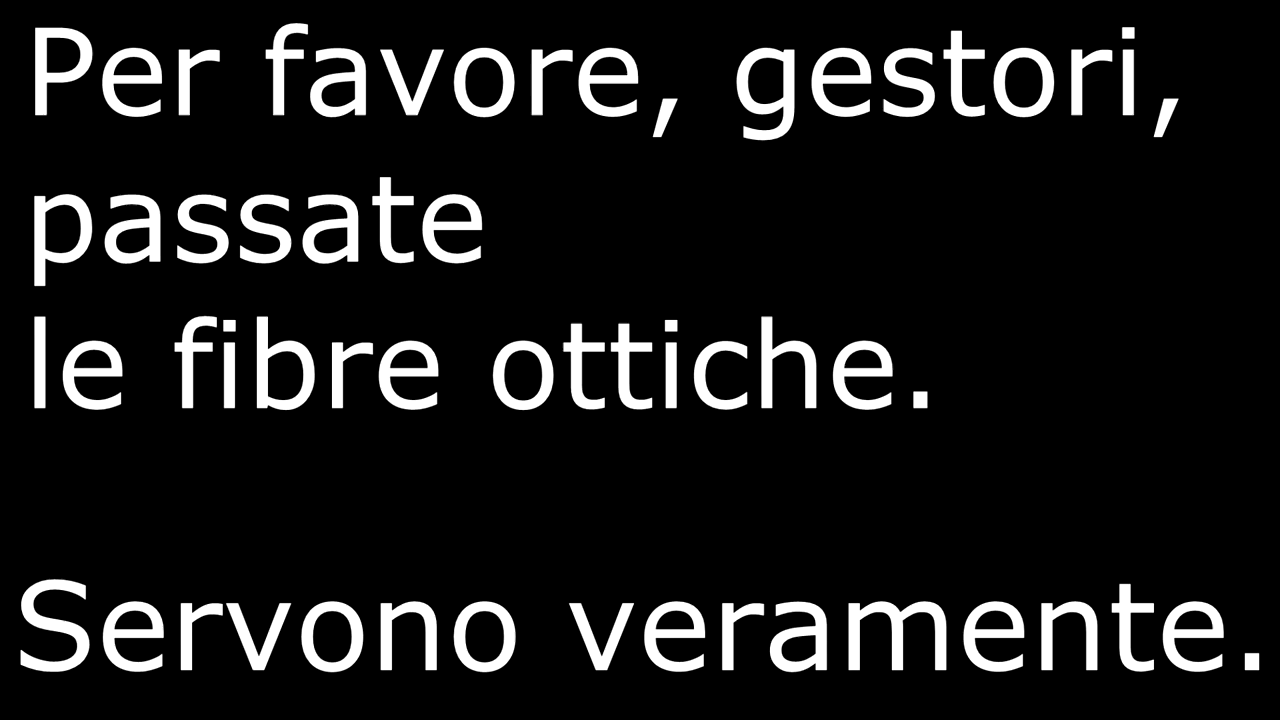 Per favore, gestori,
passate
le fibre ottiche.
Servono veramente.